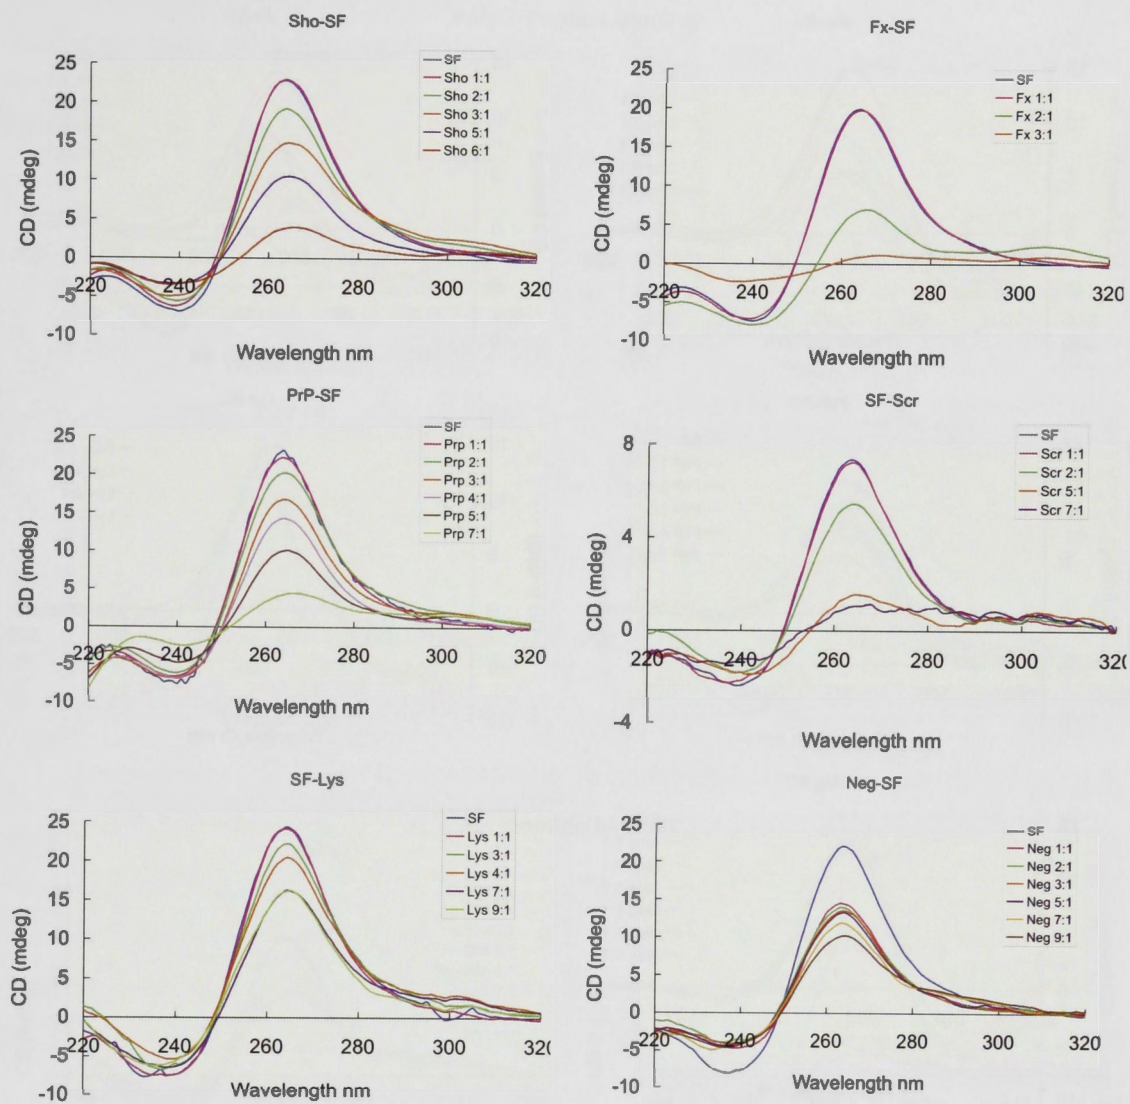 Sho-SF
25
20
15
10
5
0
-5
-10
CD (mdeg)
220
240
260
280
300
320
Wavelength nm
SF
Sho 1:1
Sho 2:1
Sho 3:1
Sho 5:1
Sho 6:1
Fx-SF
25
20
15
10
5
0
-5
-10
CD (mdeg)
220
240
260
280
300
320
Wavelength nm
SF
Fx 1:1
Fx 2:1
Fx 3:1
PrP-SF
25
20
15
10
5
0
-5
-10
CD (mdeg)
220
240
260
280
300
320
Wavelength nm
SF
Prp 1:1
Prp 2:1
Prp 3:1
Prp 4:1
Prp 5:1
Prp 7:1
SF-Scr
8
4
0
-4
CD (mdeg)
220
240
260
280
300
320
Wavelength nm
SF
Scr 1:1
Scr 2:1
Scr 5:1
Scr 7:1
SF-Lys
25
20
15
10
5
0
-5
-10
CD (mdeg)
220
240
260
280
300
320
Wavelength nm
SF
Lys 1:1
Lys 3:1
Lys 4:1
Lys 7:1
Lys 9:1
Neg-SF
25
20
15
10
5
0
-5
-10
CD (mdeg)
220
240
260
280
300
320
Wavelength nm
SF
Neg 1:1
Neg 2:1
Neg 3:1
Neg 5:1
Neg 7:1
Neg 9:1